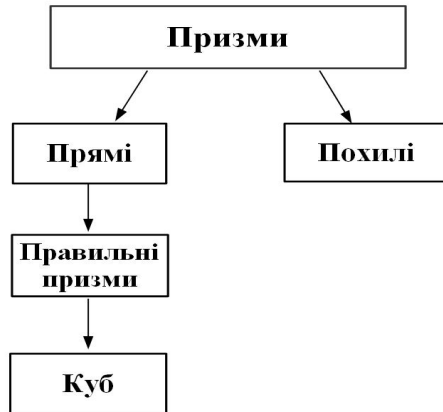 Призми
Прямі
Похилі
Правильні
призми
Куб